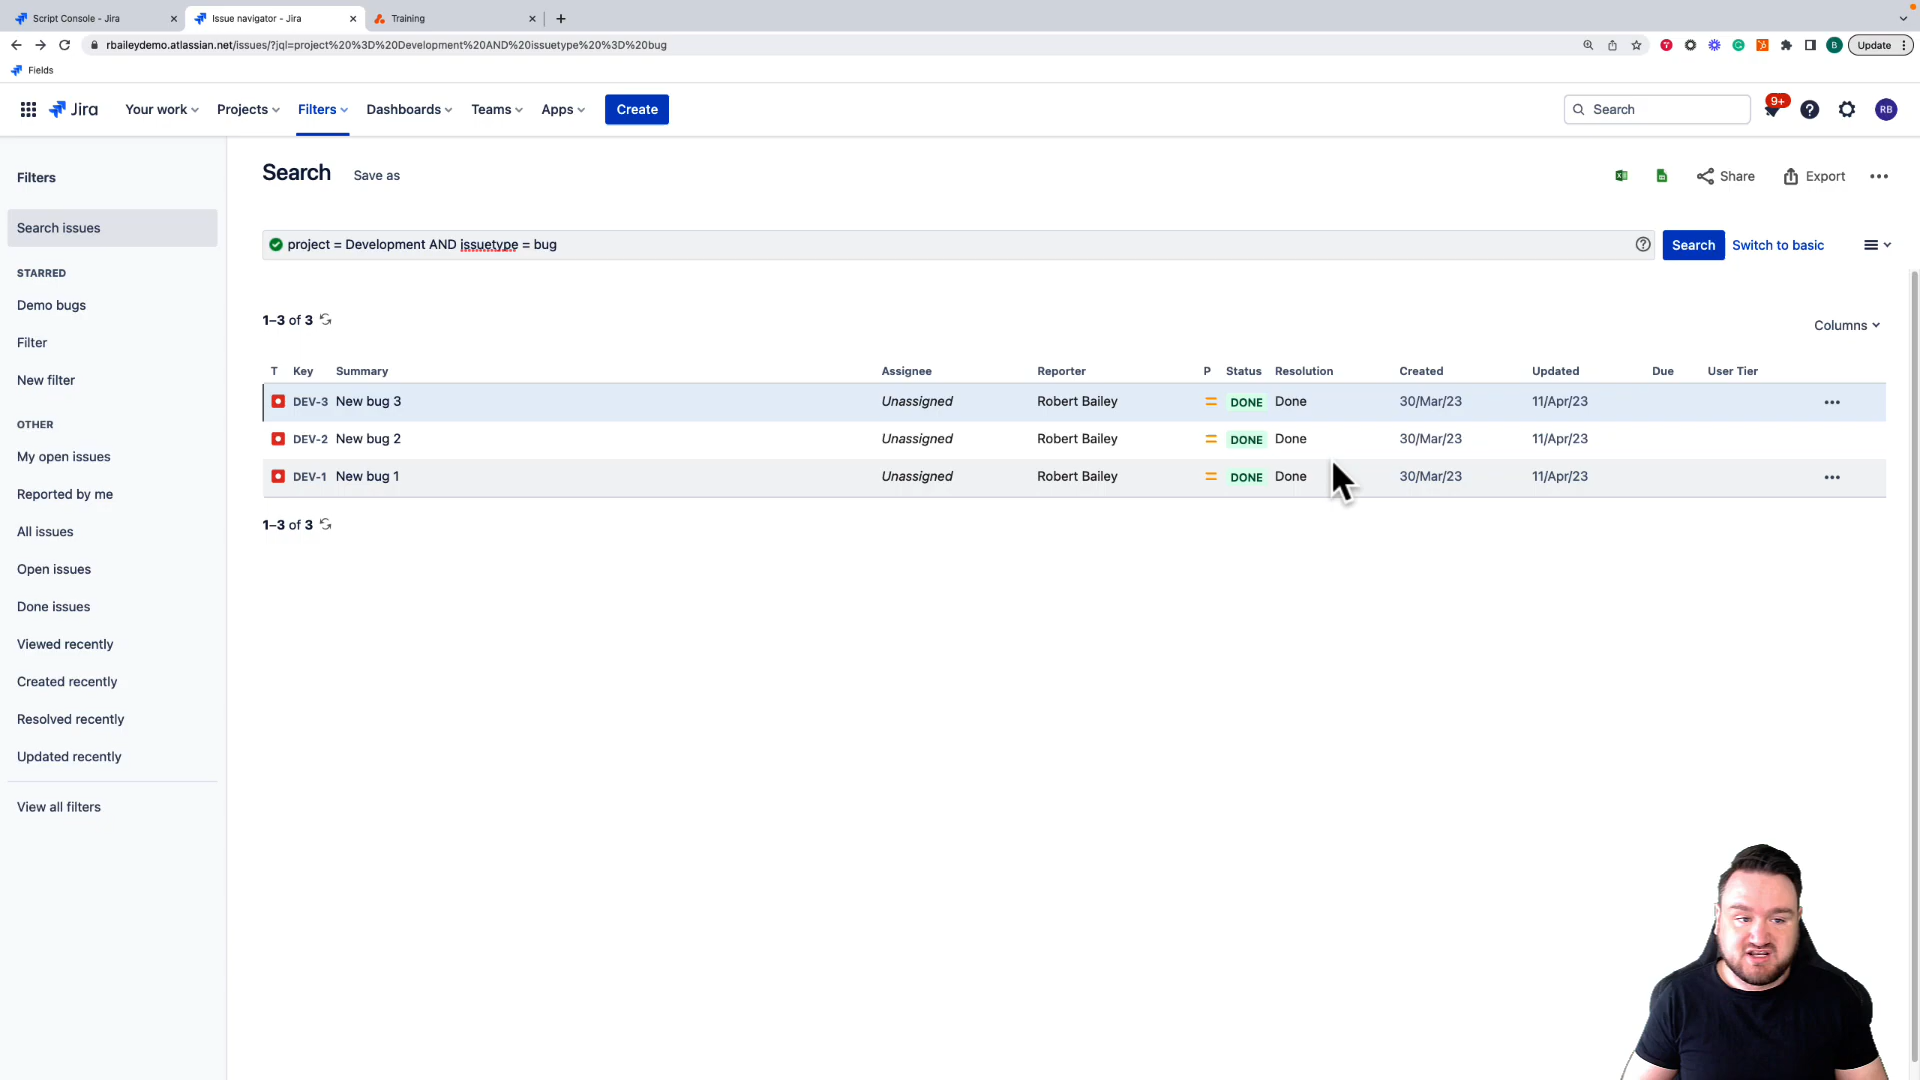 Script Console - Jira
Issue navigator - Jira
Training
rbaileydemo.atlassian.net/issues/?jql=project%20%3D%20Development%20AND%20issuetype%20%3D%20bug
B
Update
Fields
Jira
Your work
Projects
Filters
Dashboards
Teams
Apps
Create
Search
9+
RB
Filters
Search issues
STARRED
Demo bugs
Filter
New filter
OTHER
My open issues
Reported by me
All issues
Open issues
Done issues
Viewed recently
Created recently
Resolved recently
Updated recently
View all filters
Search Save as
Share Export
project = Development AND issuetype = bug
Search Switch to basic
1–3 of 3
Columns
T Key Summary Assignee Reporter P Status Resolution Created Updated Due User Tier
DEV-3 New bug 3 Unassigned Robert Bailey DONE Done 30/Mar/23 11/Apr/23
DEV-2 New bug 2 Unassigned Robert Bailey DONE Done 30/Mar/23 11/Apr/23
DEV-1 New bug 1 Unassigned Robert Bailey DONE Done 30/Mar/23 11/Apr/23
1–3 of 3